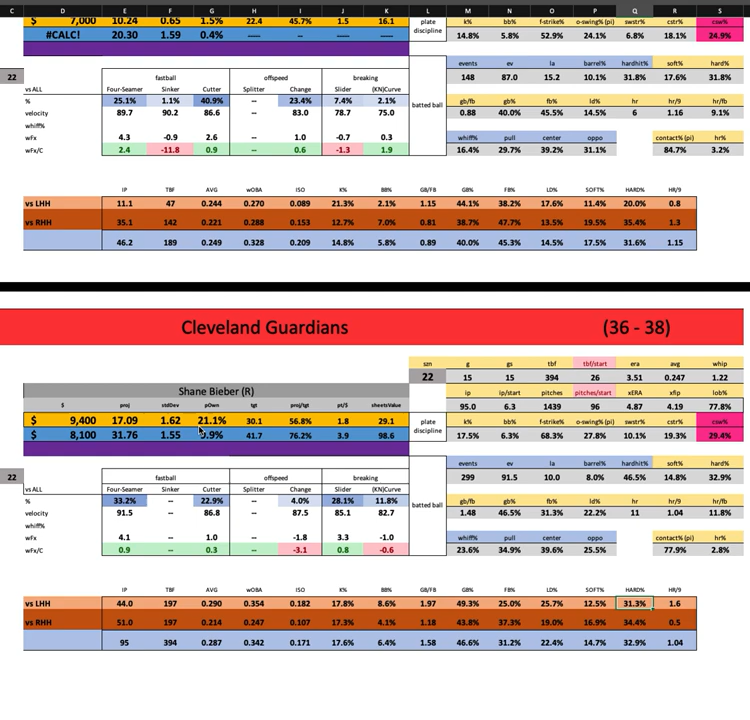 C D E F G H I J K L M N O P Q R S
$ 7,000 10.24 0.65 1.5% 22.4 45.7% 1.5 16.1 plate discipline k% bb% f-strike% o-swing% (pi) swstr% cstr% csw%
#CALC! 20.30 1.59 0.4% ---- -- ---- ---- 14.8% 5.8% 52.9% 24.1% 6.8% 18.1% 24.9%
events ev la barrel% hardhit% soft% hard%
22 fastball offspeed breaking 148 87.0 15.2 10.1% 31.8% 17.6% 31.8%
vs ALL Four-Seamer Sinker Cutter Splitter Change Slider (KN)Curve
% 25.1% 1.1% 40.9% -- 23.4% 7.4% 2.1% batted ball gb/fb gb% fb% ld% hr hr/9 hr/fb
velocity 89.7 90.2 86.6 83.0 78.7 75.0 0.88 40.0% 45.5% 14.5% 6 1.16 9.1%
whiff%
wFx 4.3 -0.9 2.6 1.0 -0.7 0.3 whiff% pull center oppo contact% (pi) hr%
wFx/C 2.4 -11.8 0.9 -- 0.6 -1.3 1.9 16.4% 29.7% 39.2% 31.1% 84.7% 3.2%
IP TBF AVG wOBA ISO K% BB% GB/FB GB% FB% LD% SOFT% HARD% HR/9
vs LHH 11.1 47 0.244 0.270 0.089 21.3% 2.1% 1.15 44.1% 38.2% 17.6% 11.4% 20.0% 0.8
vs RHH 35.1 142 0.221 0.288 0.153 12.7% 7.0% 0.81 38.7% 47.7% 13.5% 19.5% 35.4% 1.3
46.2 189 0.249 0.328 0.209 14.8% 5.8% 0.89 40.0% 45.3% 14.5% 17.5% 31.6% 1.15
Cleveland Guardians (36 - 38)
szn g gs tbf tbf/start era avg whip
22 15 15 394 26 3.51 0.247 1.22
Shane Bieber (R) ip ip/start pitches pitches/start xERA xfip lob%
$ proj stdDev pOwn tgt proj/tgt pt/$ sheetsValue 95.0 6.3 1439 96 4.87 4.19 77.8%
$ 9,400 17.09 1.62 21.1% 30.1 56.8% 1.8 29.1 plate discipline k% bb% f-strike% o-swing% (pi) swstr% cstr% csw%
$ 8,100 31.76 1.55 9.9% 41.7 76.2% 3.9 98.6 17.5% 6.3% 68.3% 27.8% 10.1% 19.3% 29.4%
events ev la barrel% hardhit% soft% hard%
22 fastball offspeed breaking 299 91.5 10.0 8.0% 46.5% 14.8% 32.9%
vs ALL Four-Seamer Sinker Cutter Splitter Change Slider (KN)Curve
% 33.2% -- 22.9% -- 4.0% 28.1% 11.8% batted ball gb/fb gb% fb% ld% hr hr/9 hr/fb
velocity 91.5 86.8 87.5 85.1 82.7 1.48 46.5% 31.3% 22.2% 11 1.04 11.8%
whiff%
wFx 4.1 1.0 -1.8 3.3 -1.0 whiff% pull center oppo contact% (pi) hr%
wFx/C 0.9 -- 0.3 -- -3.1 0.8 -0.6 23.6% 34.9% 39.6% 25.5% 77.9% 2.8%
IP TBF AVG wOBA ISO K% BB% GB/FB GB% FB% LD% SOFT% HARD% HR/9
vs LHH 44.0 197 0.290 0.354 0.182 17.8% 8.6% 1.97 49.3% 25.0% 25.7% 12.5% 31.3% 1.6
vs RHH 51.0 197 0.214 0.247 0.107 17.3% 4.1% 1.18 43.8% 37.3% 19.0% 16.9% 34.4% 0.5
95 394 0.287 0.342 0.171 17.6% 6.4% 1.58 46.6% 31.2% 22.4% 14.7% 32.9% 1.04